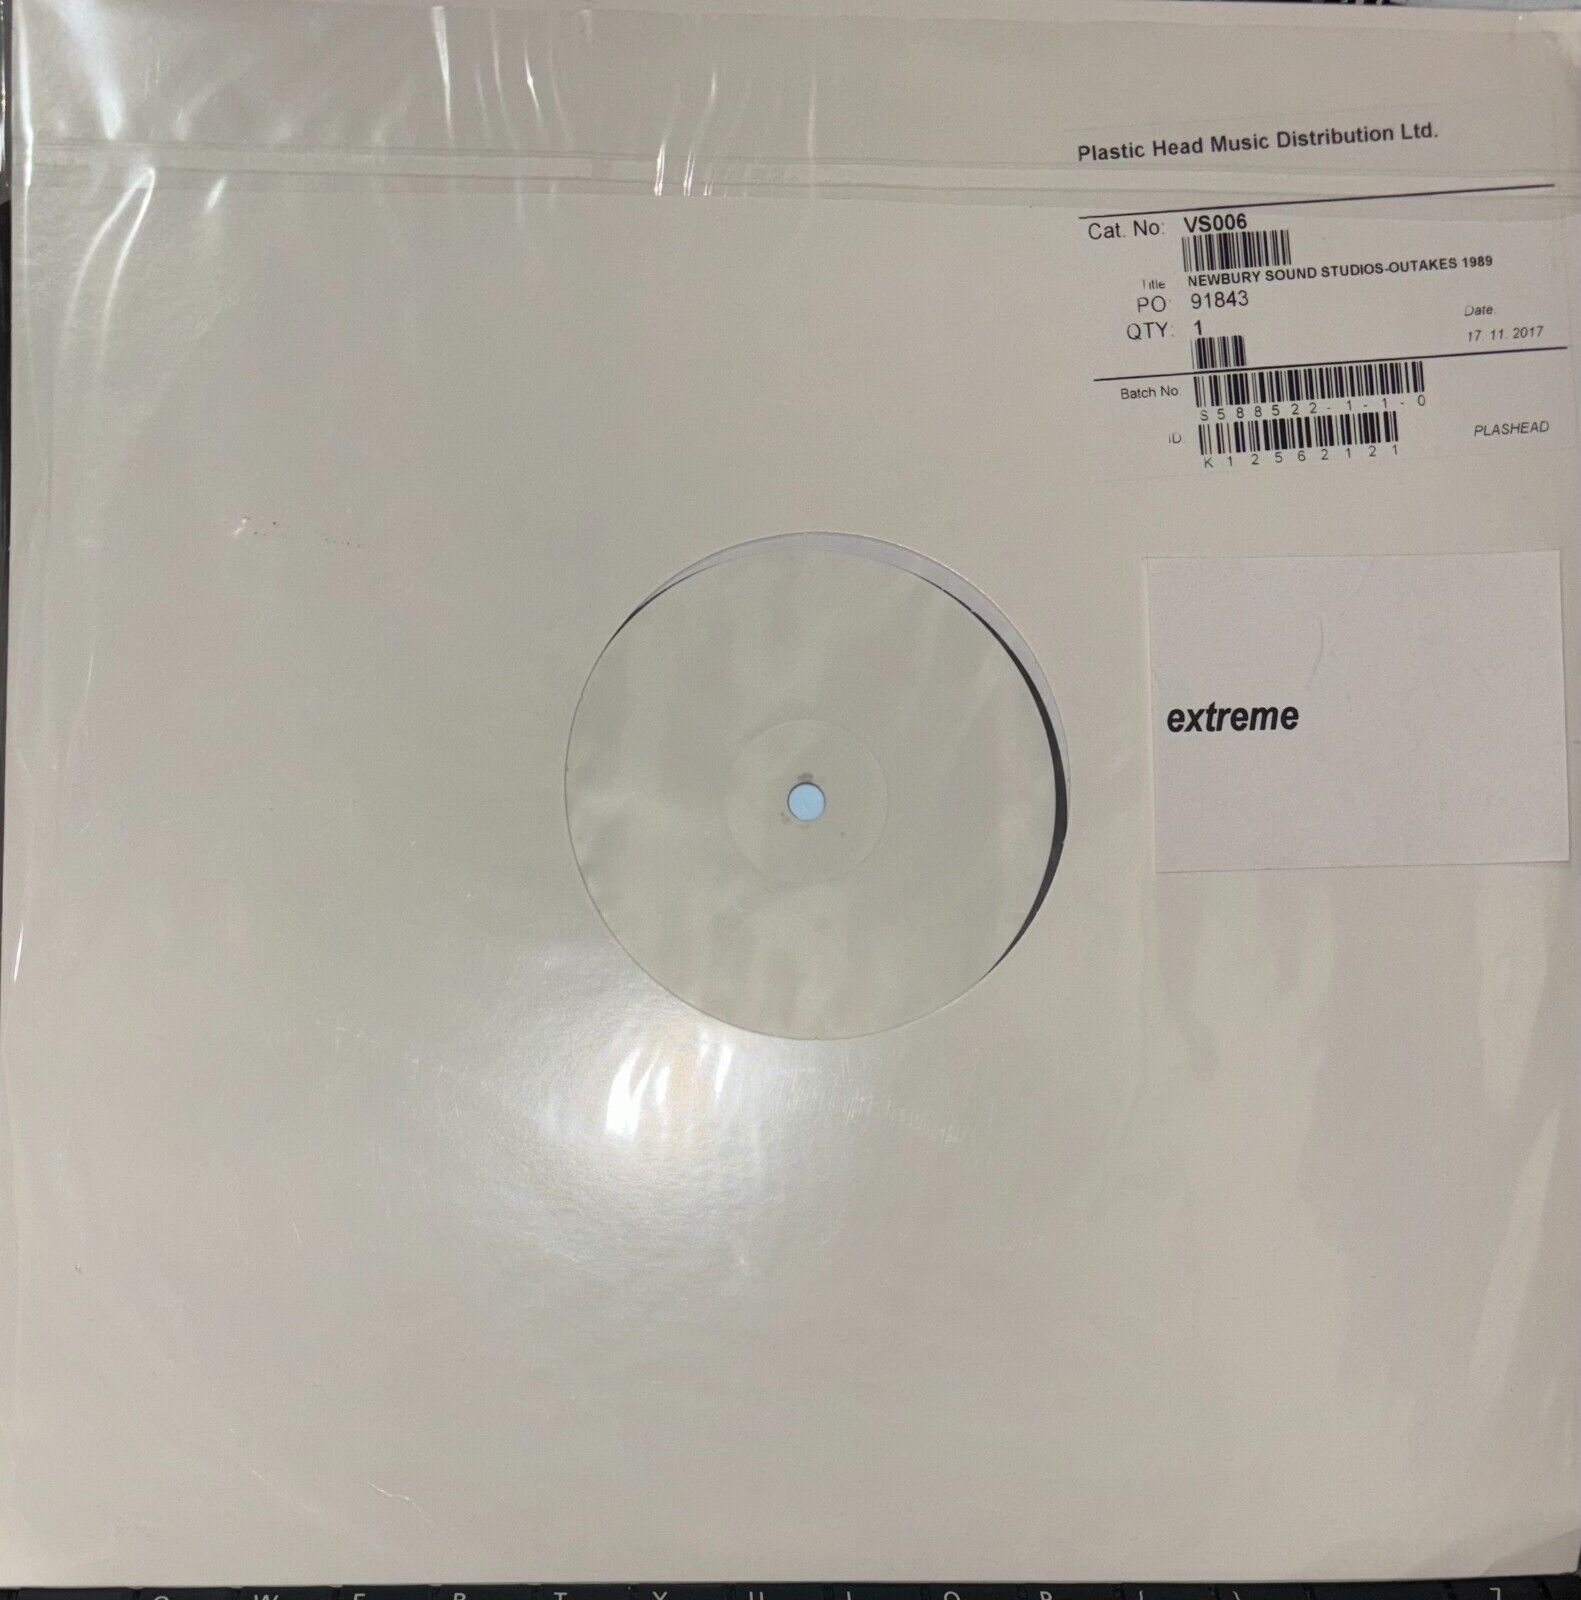 Plastic Head Music Distribution Ltd.
Cat. No: VS006
Title NEWBURY SOUND STUDIOS-OUTAKES 1989
PO 91843
Date.
QTY: 1
17. 11. 2017
Batch No
S588522-1-1-0
ID.
PLASHEAD
K12562121
extreme